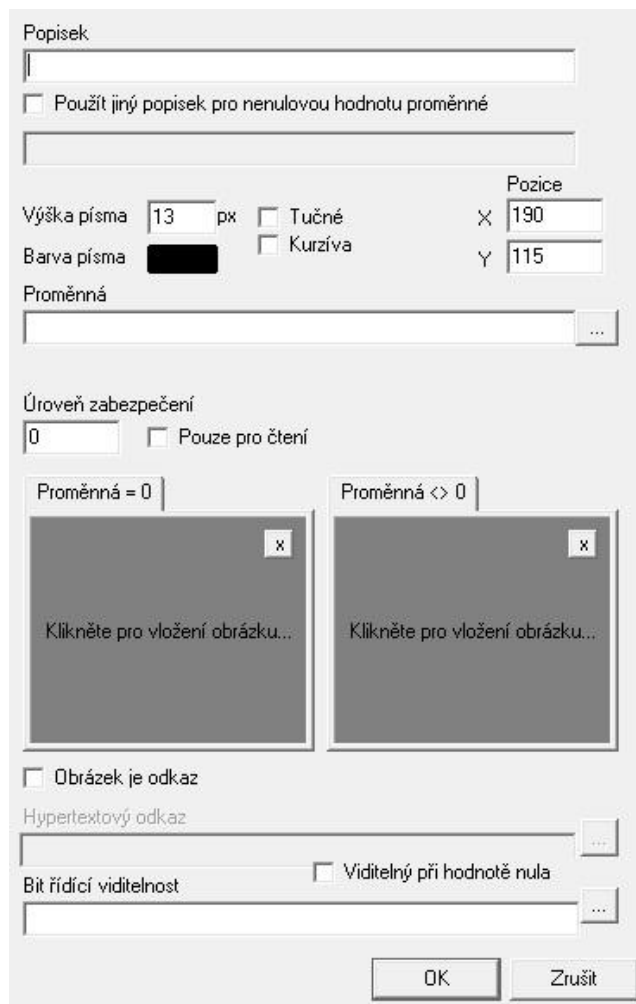 Popisek
Použít jiný popisek pro nenulovou hodnotu proměnné
Pozice
Výška písma 13 px Tučné X 190
Kurzíva
Barva písma Y 115
Proměnná
...
Úroveň zabezpečení
0 Pouze pro čtení
Proměnná = 0 Proměnná <> 0
x x
Klikněte pro vložení obrázku... Klikněte pro vložení obrázku...
Obrázek je odkaz
Hypertextový odkaz
...
Viditelný při hodnotě nula
Bit řídící viditelnost
...
OK Zrušit